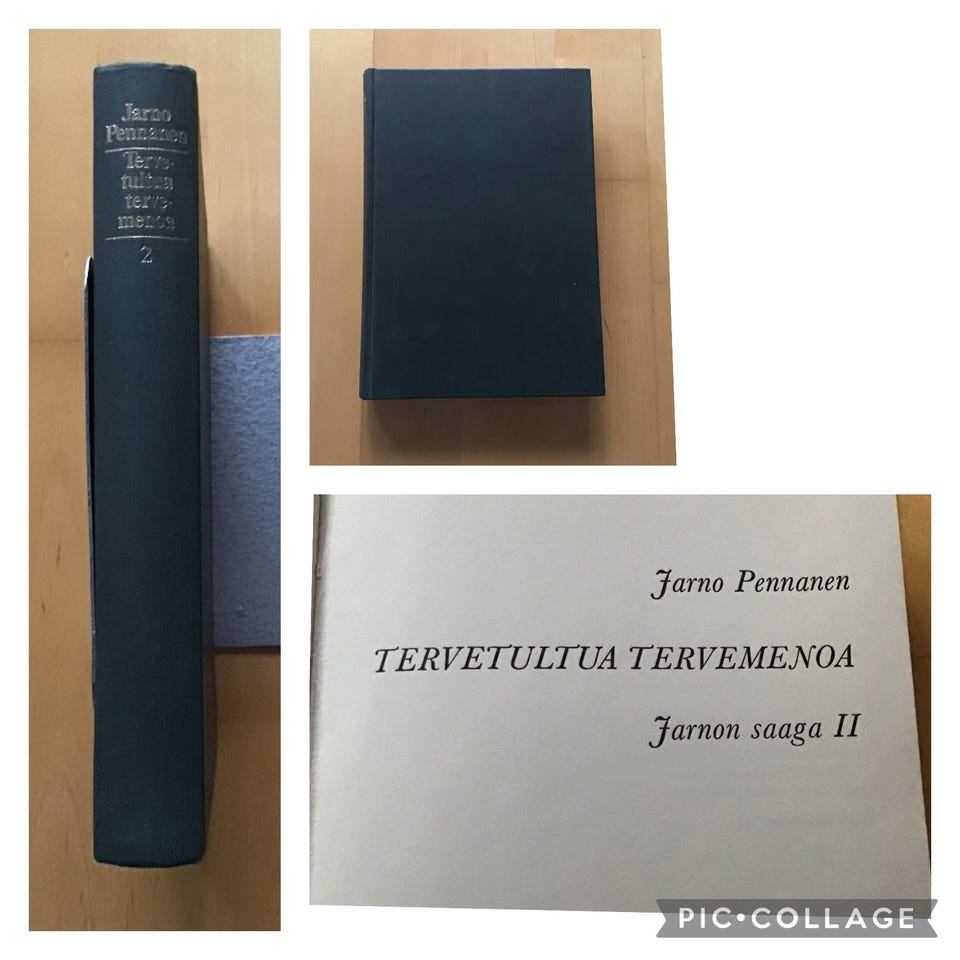 Jarno
Pennanen
Terve-
tultua
terve-
menoa
2
Jarno Pennanen
TERVETULTUA TERVEMENOA
Jarnon saaga II
PIC•COLLAGE